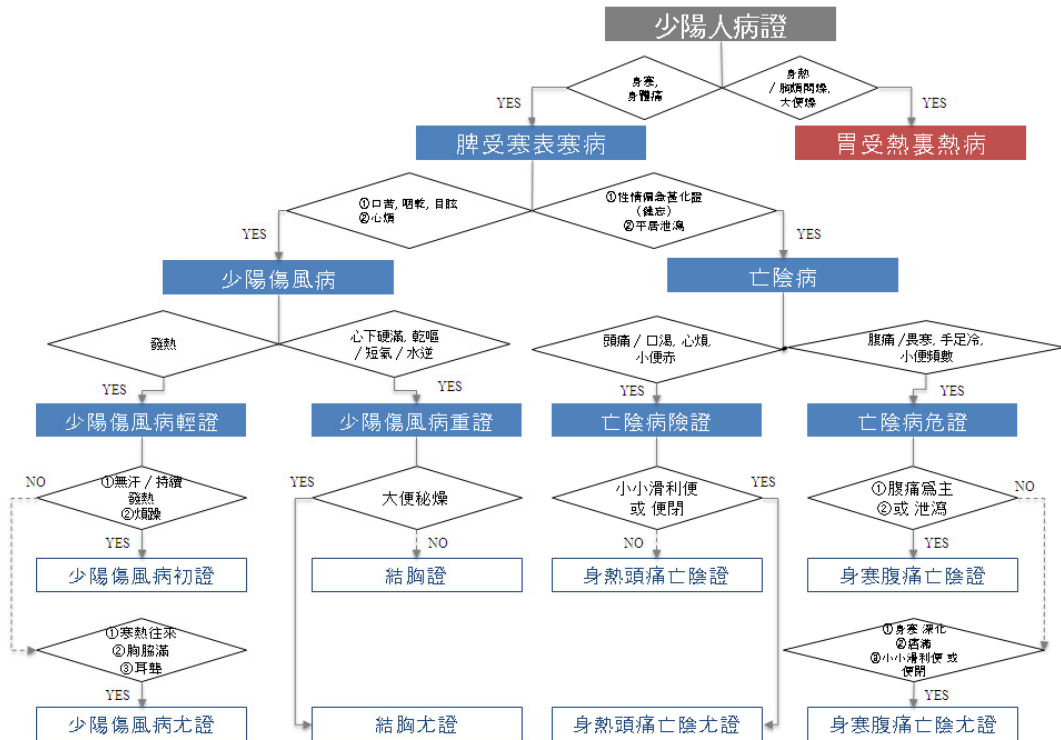 少陽人病證
身寒,
身體痛
身熱
/ 胸煩悶燥,
大便燥
YES
YES
脾受寒表寒病
胃受熱裏熱病
①口苦, 咽乾, 目眩
②心煩
①性情偏急甚化證
(健忘)
②平居泄瀉
YES
YES
少陽傷風病
亡陰病
發熱
心下硬滿, 乾嘔
/ 短氣 / 水逆
頭痛 / 口渴, 心煩,
小便赤
腹痛 / 畏寒, 手足冷,
小便頻數
YES
YES
YES
YES
少陽傷風病輕證
少陽傷風病重證
亡陰病險證
亡陰病危證
NO
①無汗 / 持續
發熱
②煩躁
YES
大便秘燥
小小滑利便
或 便閉
YES
①腹痛爲主
②或 泄瀉
NO
YES
NO
NO
YES
少陽傷風病初證
結胸證
身熱頭痛亡陰證
身寒腹痛亡陰證
①寒熱往來
②胸脇滿
③耳聾
①身寒 深化
②痞滿
③小小滑利便 或
便閉
YES
YES
少陽傷風病尤證
結胸尤證
身熱頭痛亡陰尤證
身寒腹痛亡陰尤證